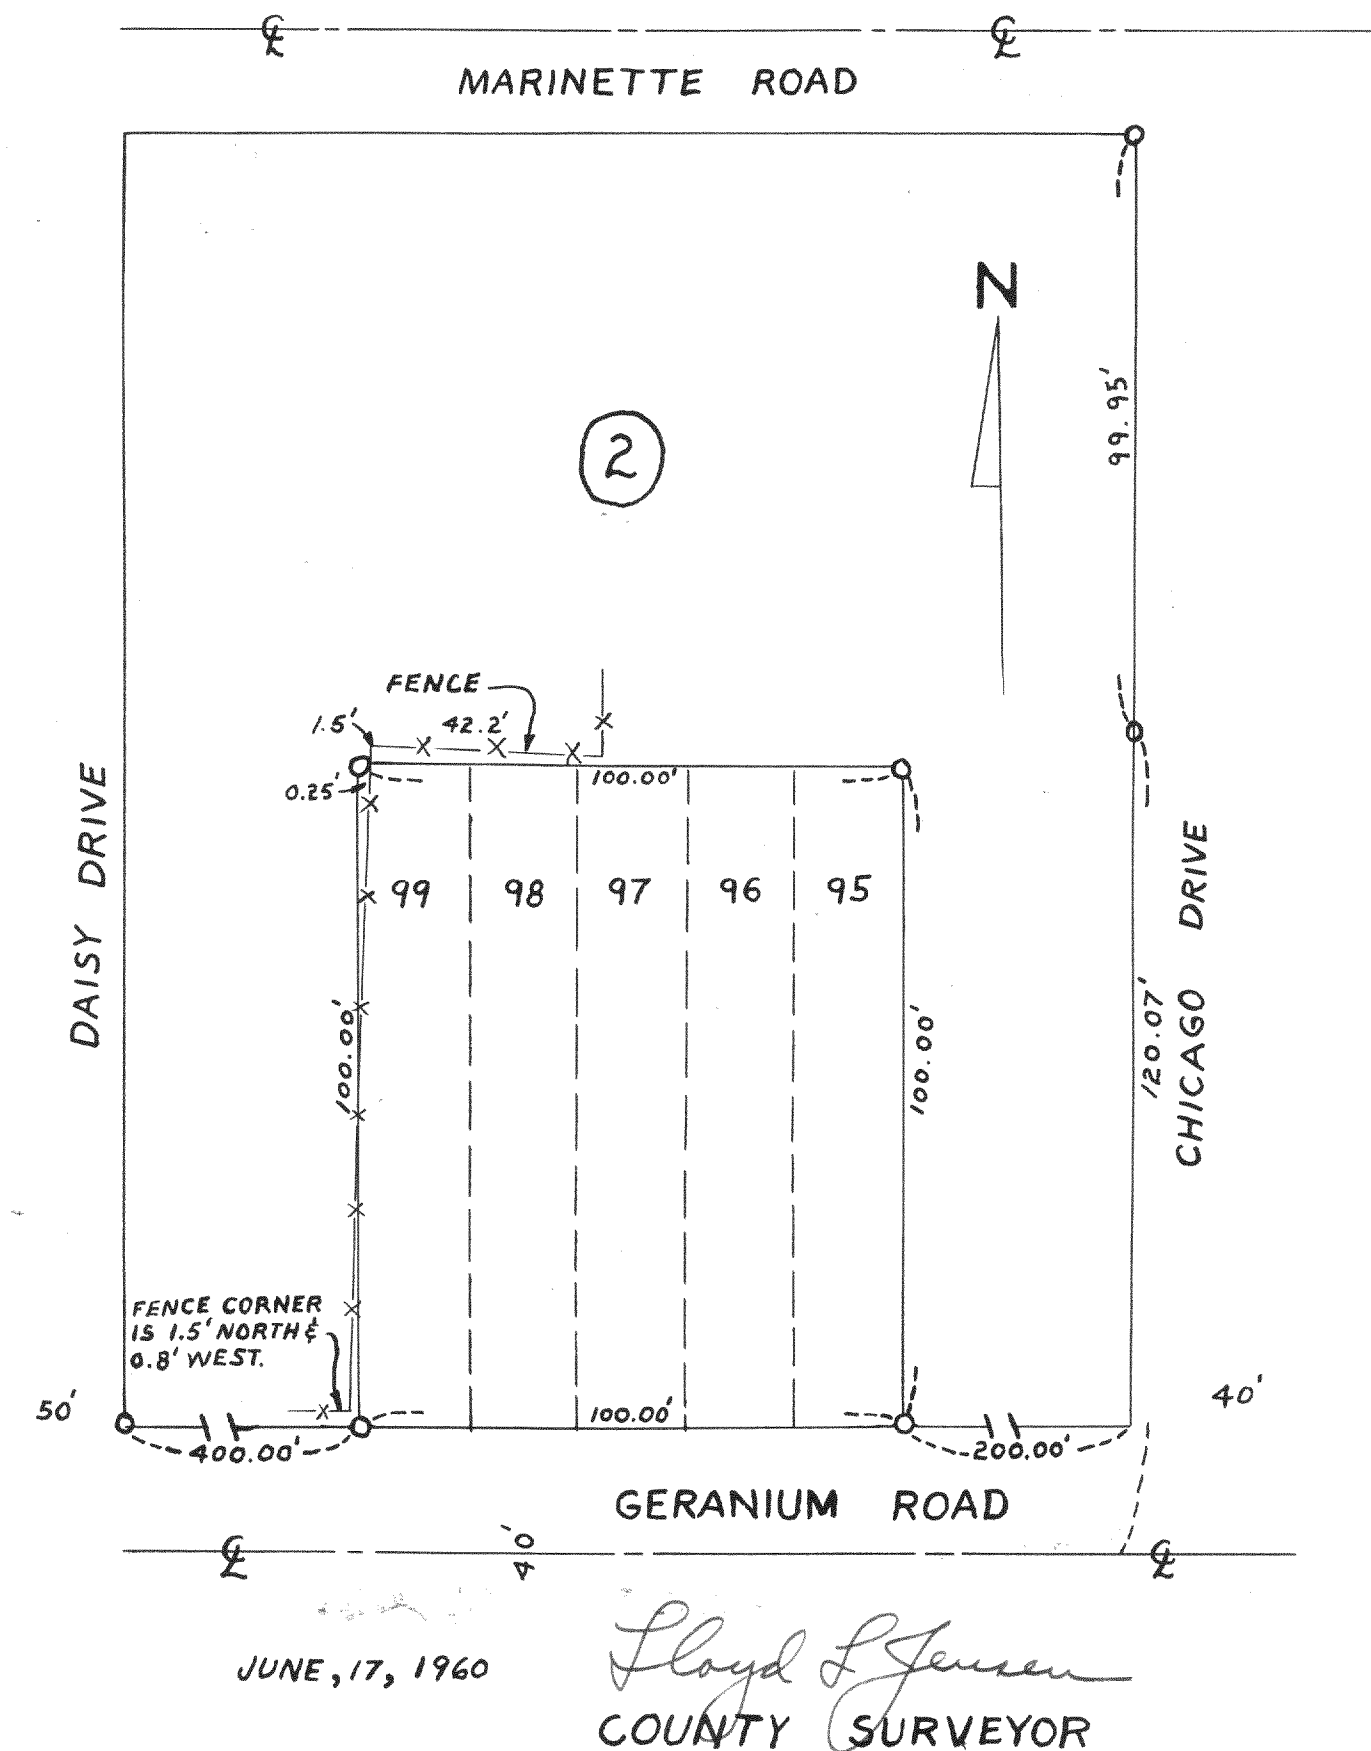 ℄ ℄
MARINETTE ROAD
N
99.95'
2
FENCE
1.5' 42.2'
0.25'
100.00'
DAISY DRIVE
99 98 97 96 95
100.00'
100.00'
120.07'
CHICAGO DRIVE
FENCE CORNER
IS 1.5' NORTH &
0.8' WEST.
50'
40'
100.00'
400.00'
200.00'
GERANIUM ROAD
℄ 40' ℄
JUNE, 17, 1960
Lloyd L Jensen
COUNTY SURVEYOR